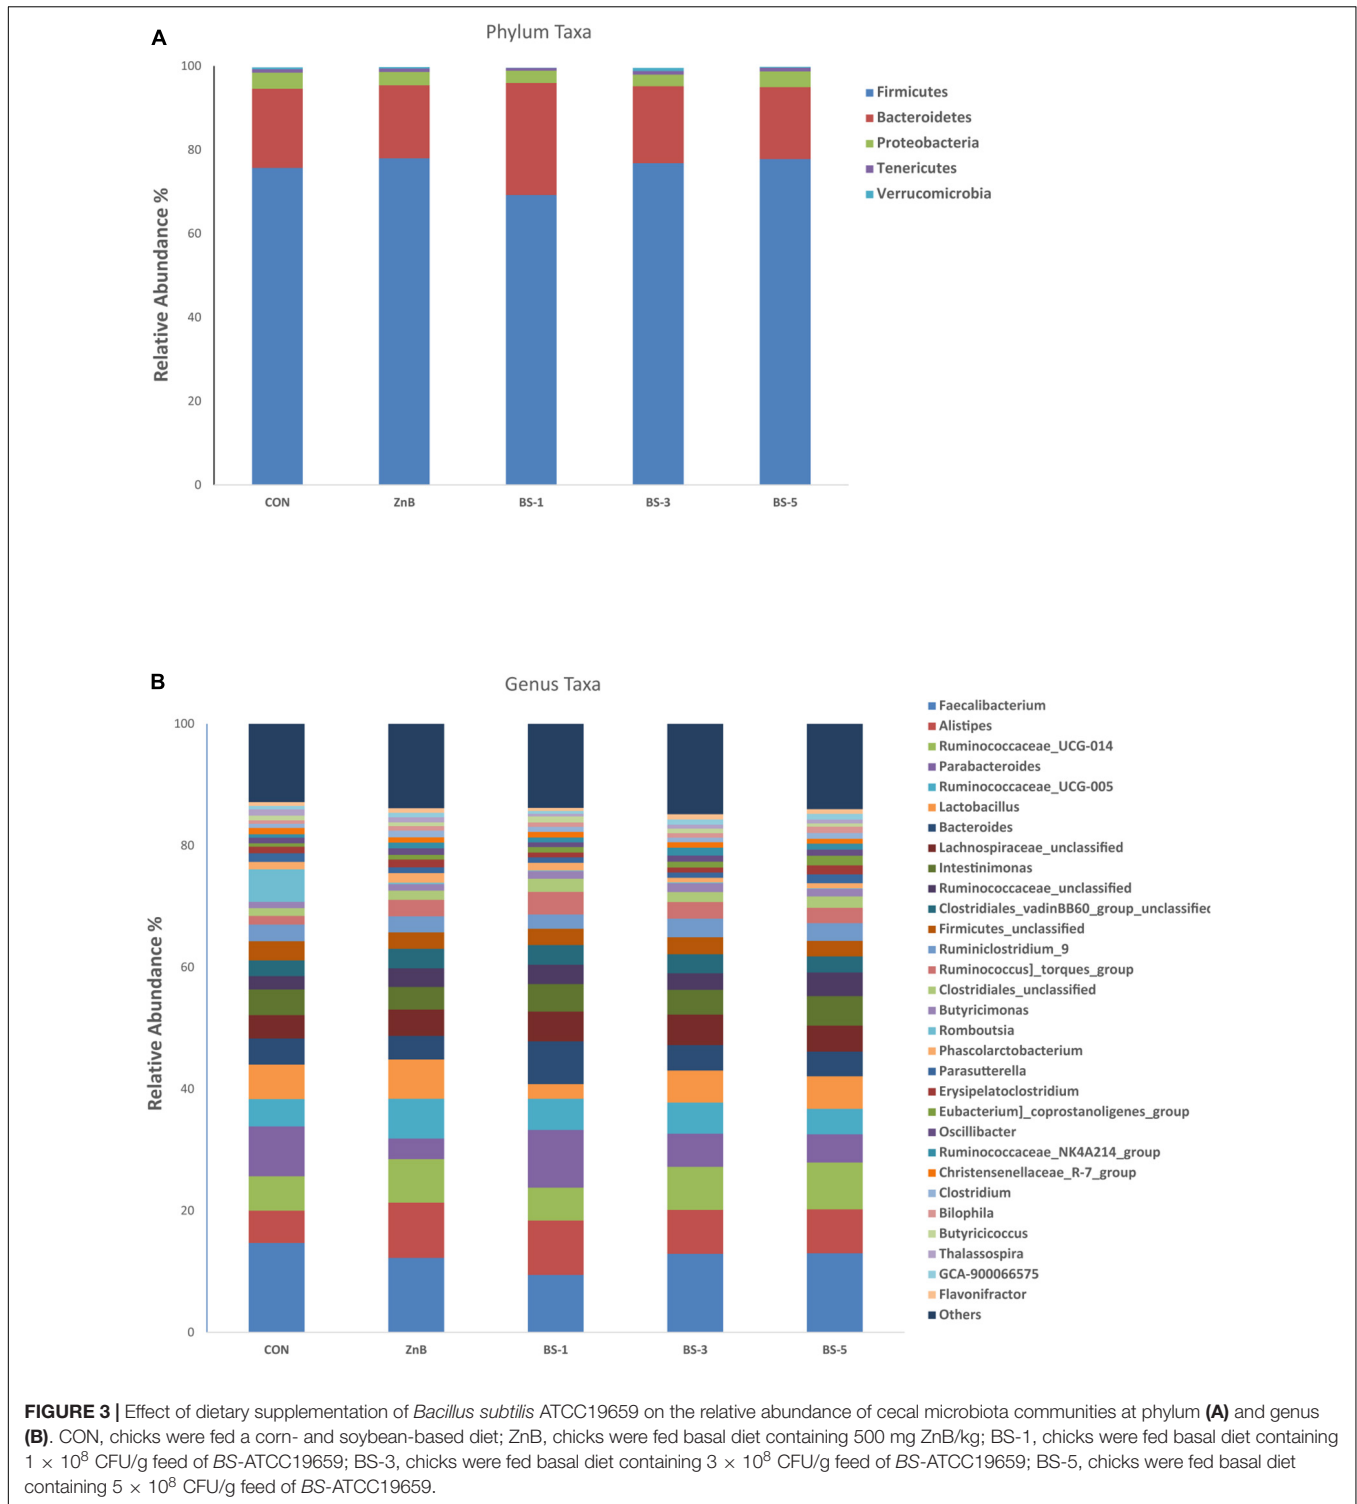 A
Phylum Taxa
Relative Abundance %
100
80
60
40
20
0
CON
ZnB
BS-1
BS-3
BS-5
Firmicutes
Bacteroidetes
Proteobacteria
Tenericutes
Verrucomicrobia
B
Genus Taxa
Relative Abundance %
100
80
60
40
20
0
CON
ZnB
BS-1
BS-3
BS-5
Faecalibacterium
Alistipes
Ruminococcaceae_UCG-014
Parabacteroides
Ruminococcaceae_UCG-005
Lactobacillus
Bacteroides
Lachnospiraceae_unclassified
Intestinimonas
Ruminococcaceae_unclassified
Clostridiales_vadinBB60_group_unclassified
Firmicutes_unclassified
Ruminiclostridium_9
Ruminococcus]_torques_group
Clostridiales_unclassified
Butyricimonas
Romboutsia
Phascolarctobacterium
Parasutterella
Erysipelatoclostridium
Eubacterium]_coprostanoligenes_group
Oscillibacter
Ruminococcaceae_NK4A214_group
Christensenellaceae_R-7_group
Clostridium
Bilophila
Butyricicoccus
Thalassospira
GCA-900066575
Flavonifractor
Others
FIGURE 3 | Effect of dietary supplementation of Bacillus subtilis ATCC19659 on the relative abundance of cecal microbiota communities at phylum (A) and genus
(B). CON, chicks were fed a corn- and soybean-based diet; ZnB, chicks were fed basal diet containing 500 mg ZnB/kg; BS-1, chicks were fed basal diet containing
1 × 10⁸ CFU/g feed of BS-ATCC19659; BS-3, chicks were fed basal diet containing 3 × 10⁸ CFU/g feed of BS-ATCC19659; BS-5, chicks were fed basal diet
containing 5 × 10⁸ CFU/g feed of BS-ATCC19659.